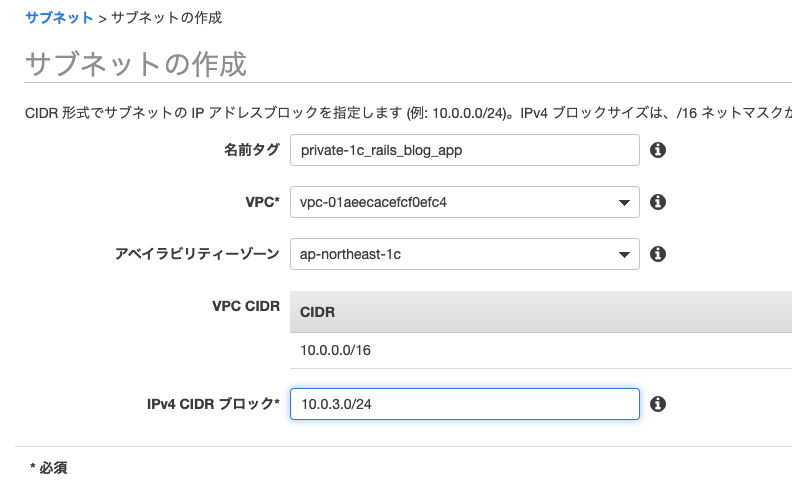 サブネット > サブネットの作成
サブネットの作成
CIDR 形式でサブネットの IP アドレスブロックを指定します (例: 10.0.0.0/24)。IPv4 ブロックサイズは、/16 ネットマスクか
名前タグ private-1c_rails_blog_app
VPC* vpc-01aeecacefcf0efc4
アベイラビリティーゾーン ap-northeast-1c
VPC CIDR CIDR
10.0.0.0/16
IPv4 CIDR ブロック* 10.0.3.0/24
* 必須